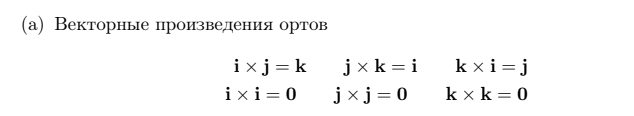 (a) Векторные произведения ортов
i × j = k j × k = i k × i = j
i × i = 0 j × j = 0 k × k = 0